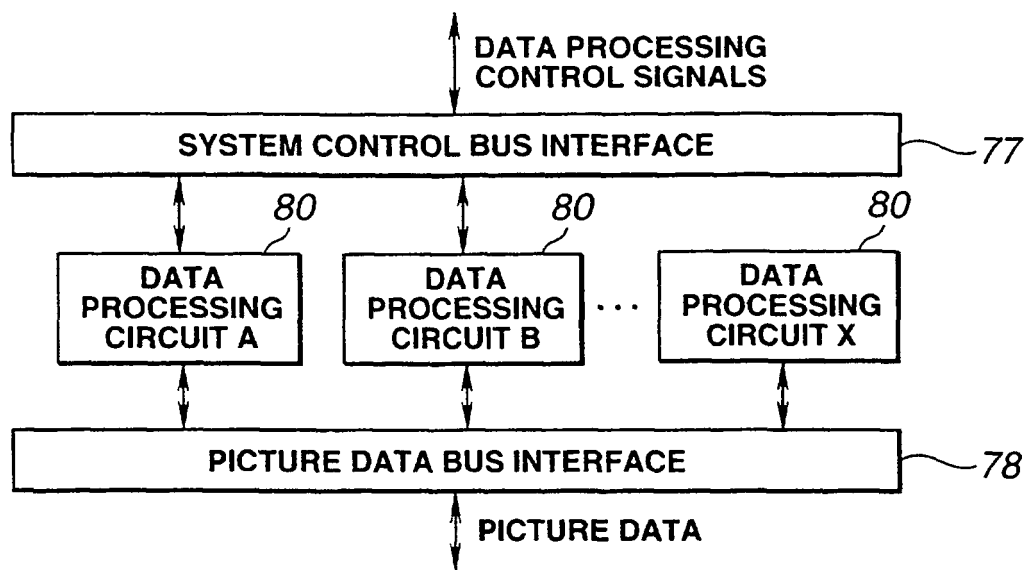 DATA PROCESSING
CONTROL SIGNALS
SYSTEM CONTROL BUS INTERFACE
77
80
80
80
DATA
PROCESSING
CIRCUIT A
DATA
PROCESSING
CIRCUIT B
...
DATA
PROCESSING
CIRCUIT X
PICTURE DATA BUS INTERFACE
78
PICTURE DATA